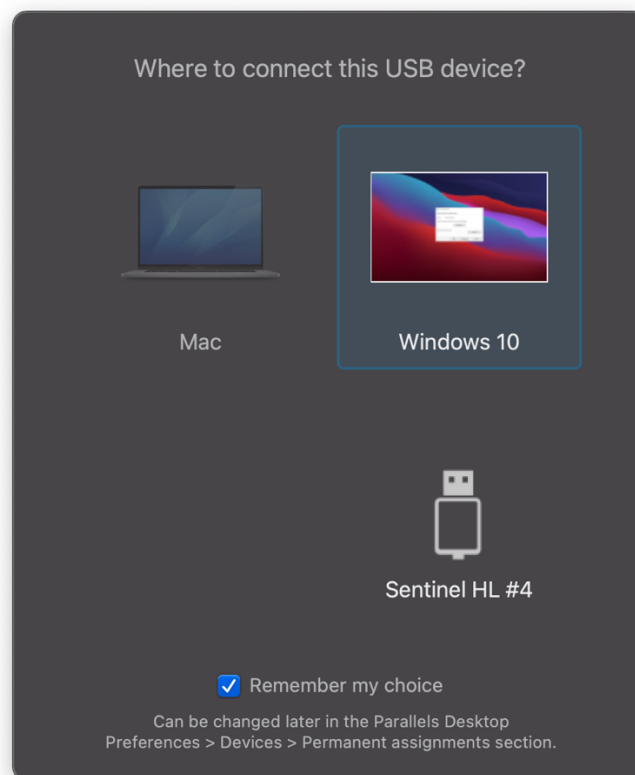 Where to connect this USB device?
Mac
Windows 10
Sentinel HL #4
Remember my choice
Can be changed later in the Parallels Desktop
Preferences > Devices > Permanent assignments section.